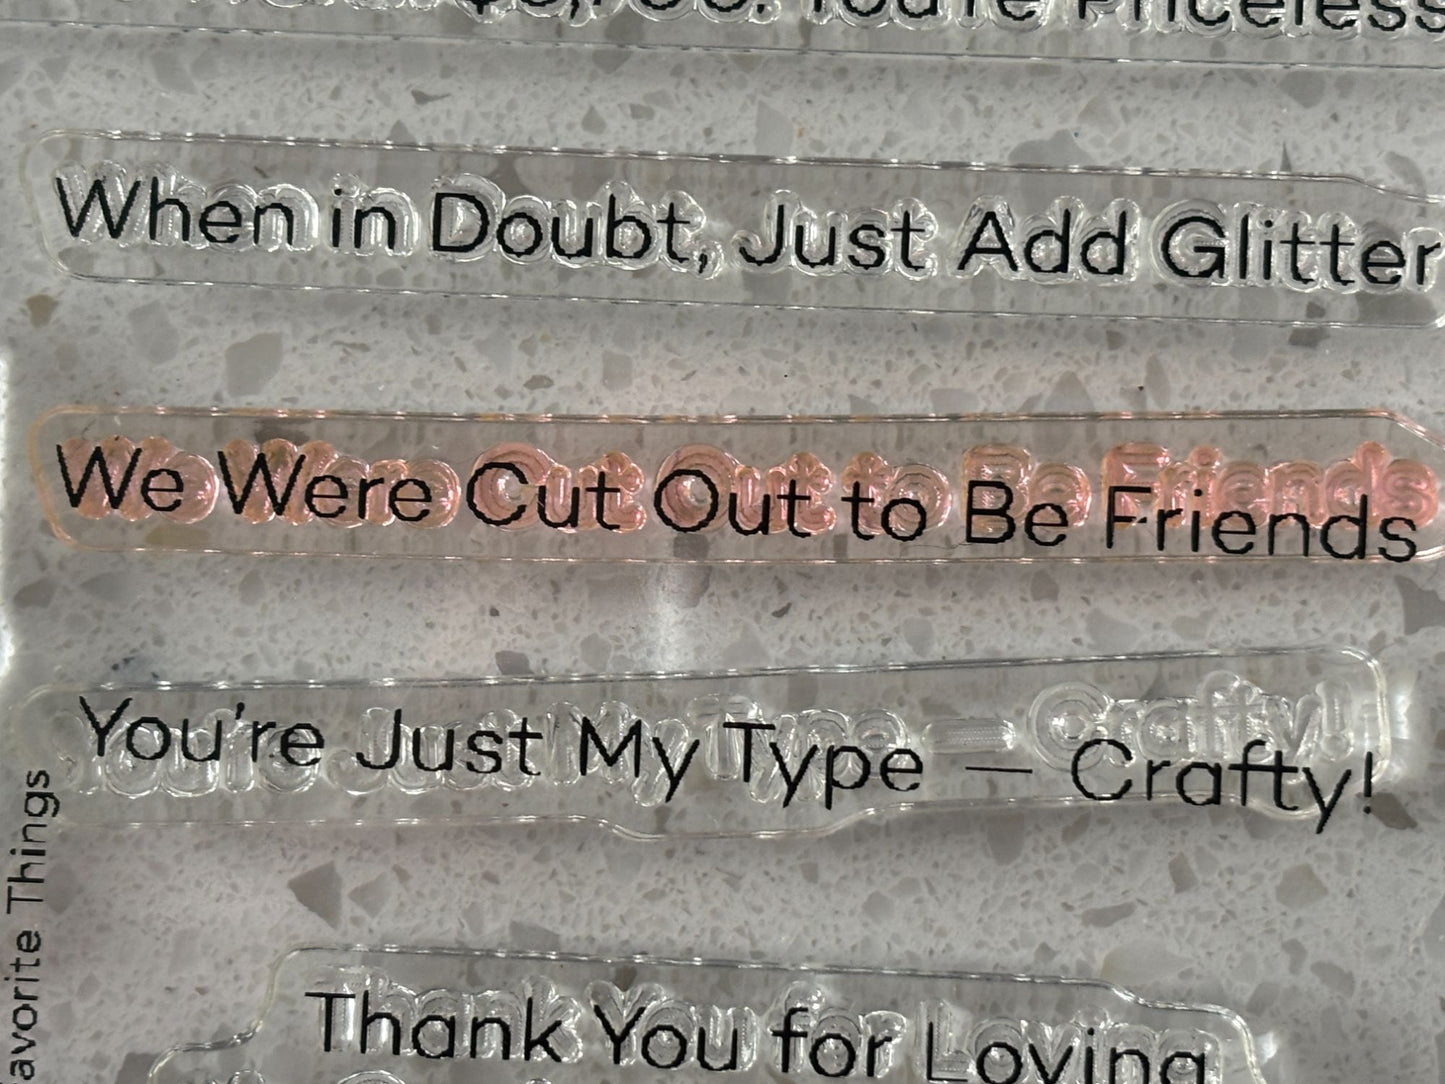 You're Priceless
When in Doubt, Just Add Glitter
We Were Cut Out to Be Friends
You're Just My Type — Crafty!
Thank You for Loving
Things